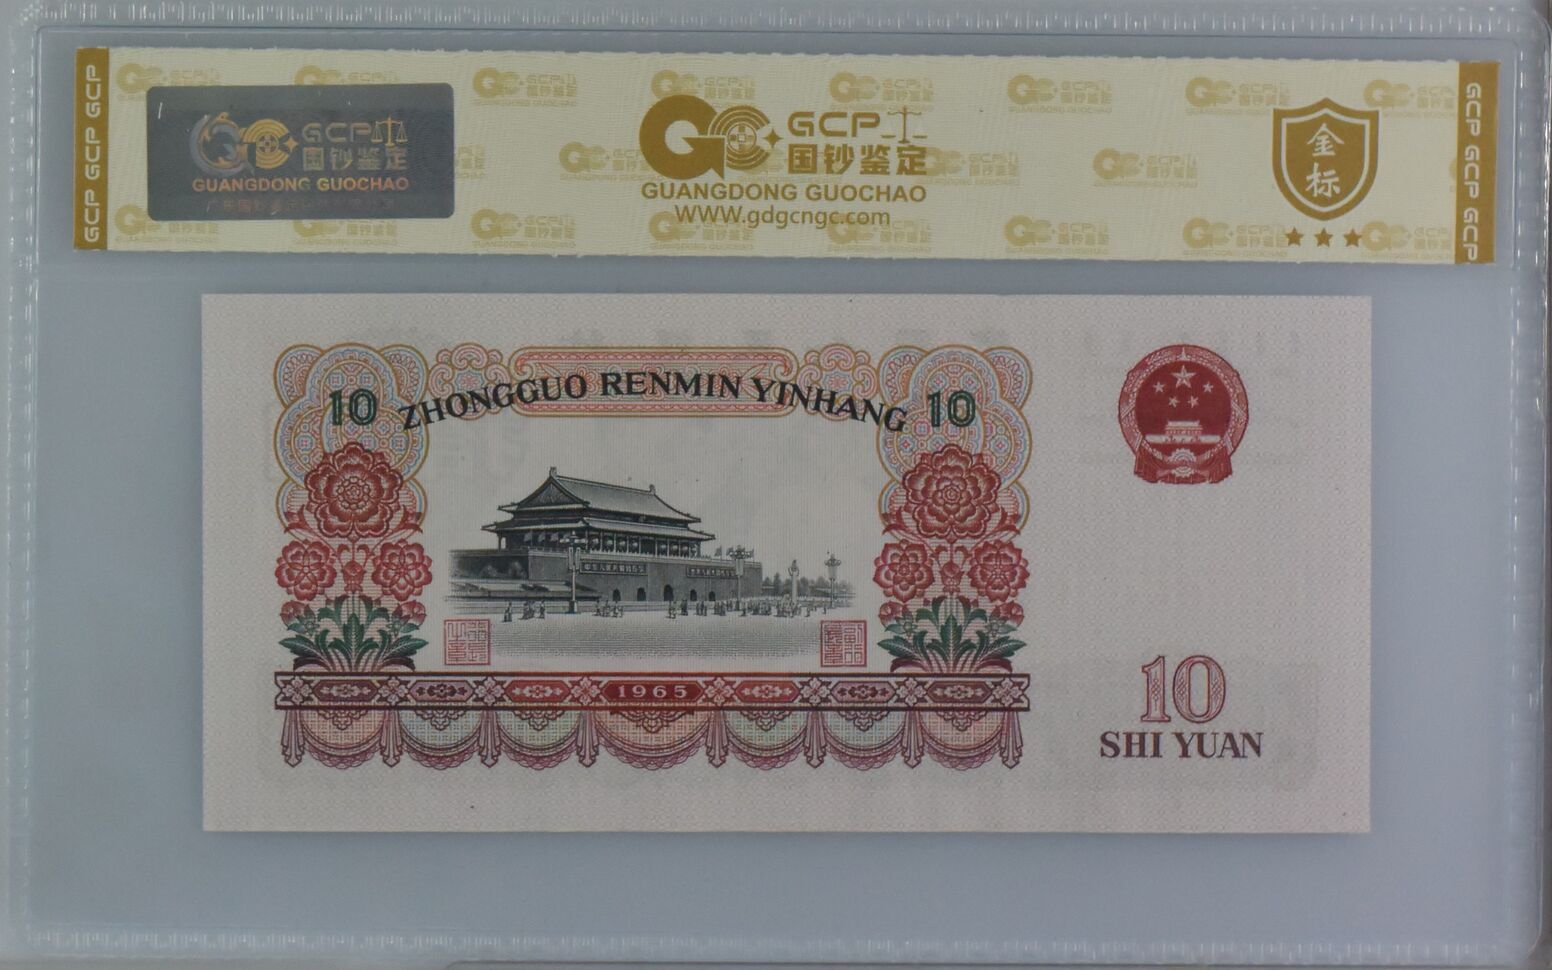 GCP GCP GCP
GCP
国钞鉴定
GUANGDONG GUOCHAO
GCP
国钞鉴定
GUANGDONG GUOCHAO
WWW.gdgcngc.com
金
标
GCP GCP GCP
10 ZHONGGUO RENMIN YINHANG 10
1965
10
SHI YUAN